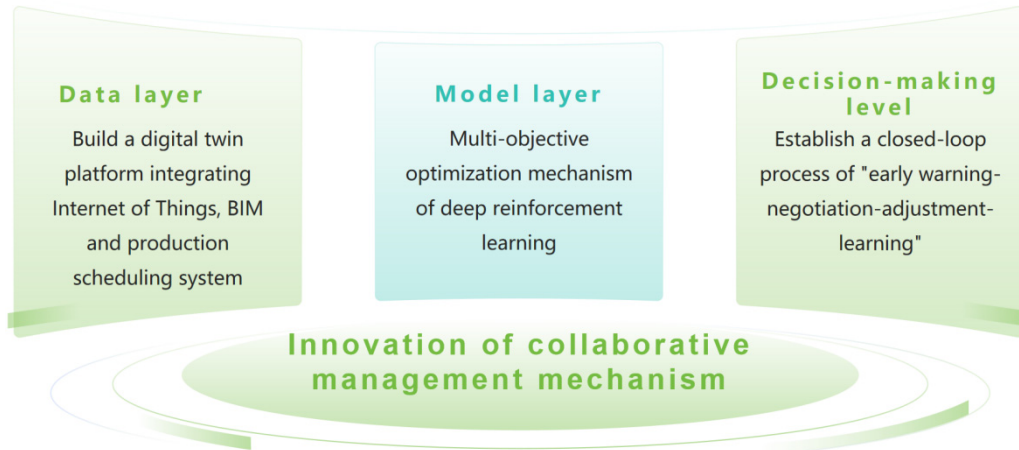 Data layer
Build a digital twin
platform integrating
Internet of Things, BIM
and production
scheduling system
Model layer
Multi-objective
optimization mechanism
of deep reinforcement
learning
Decision-making
level
Establish a closed-loop
process of "early warning-
negotiation-adjustment-
learning"
Innovation of collaborative
management mechanism